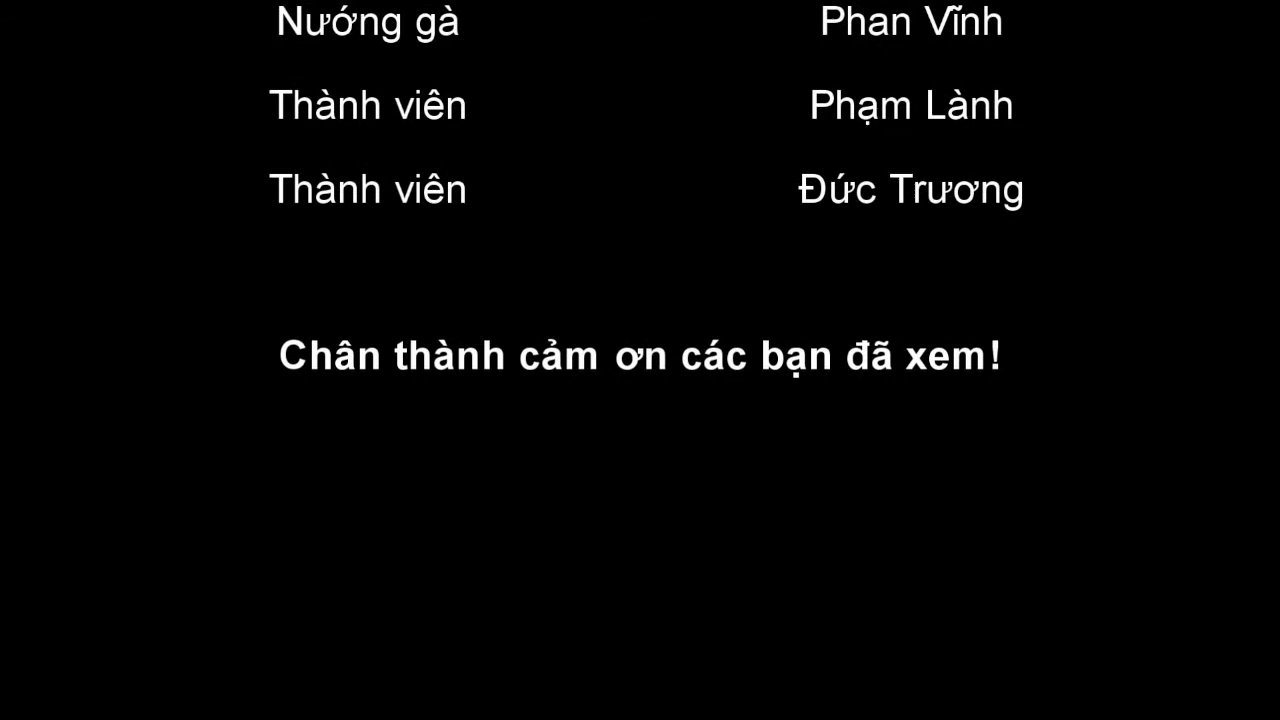 Nướng gà Phan Vĩnh
Thành viên Phạm Lành
Thành viên Đức Trương
Chân thành cảm ơn các bạn đã xem!